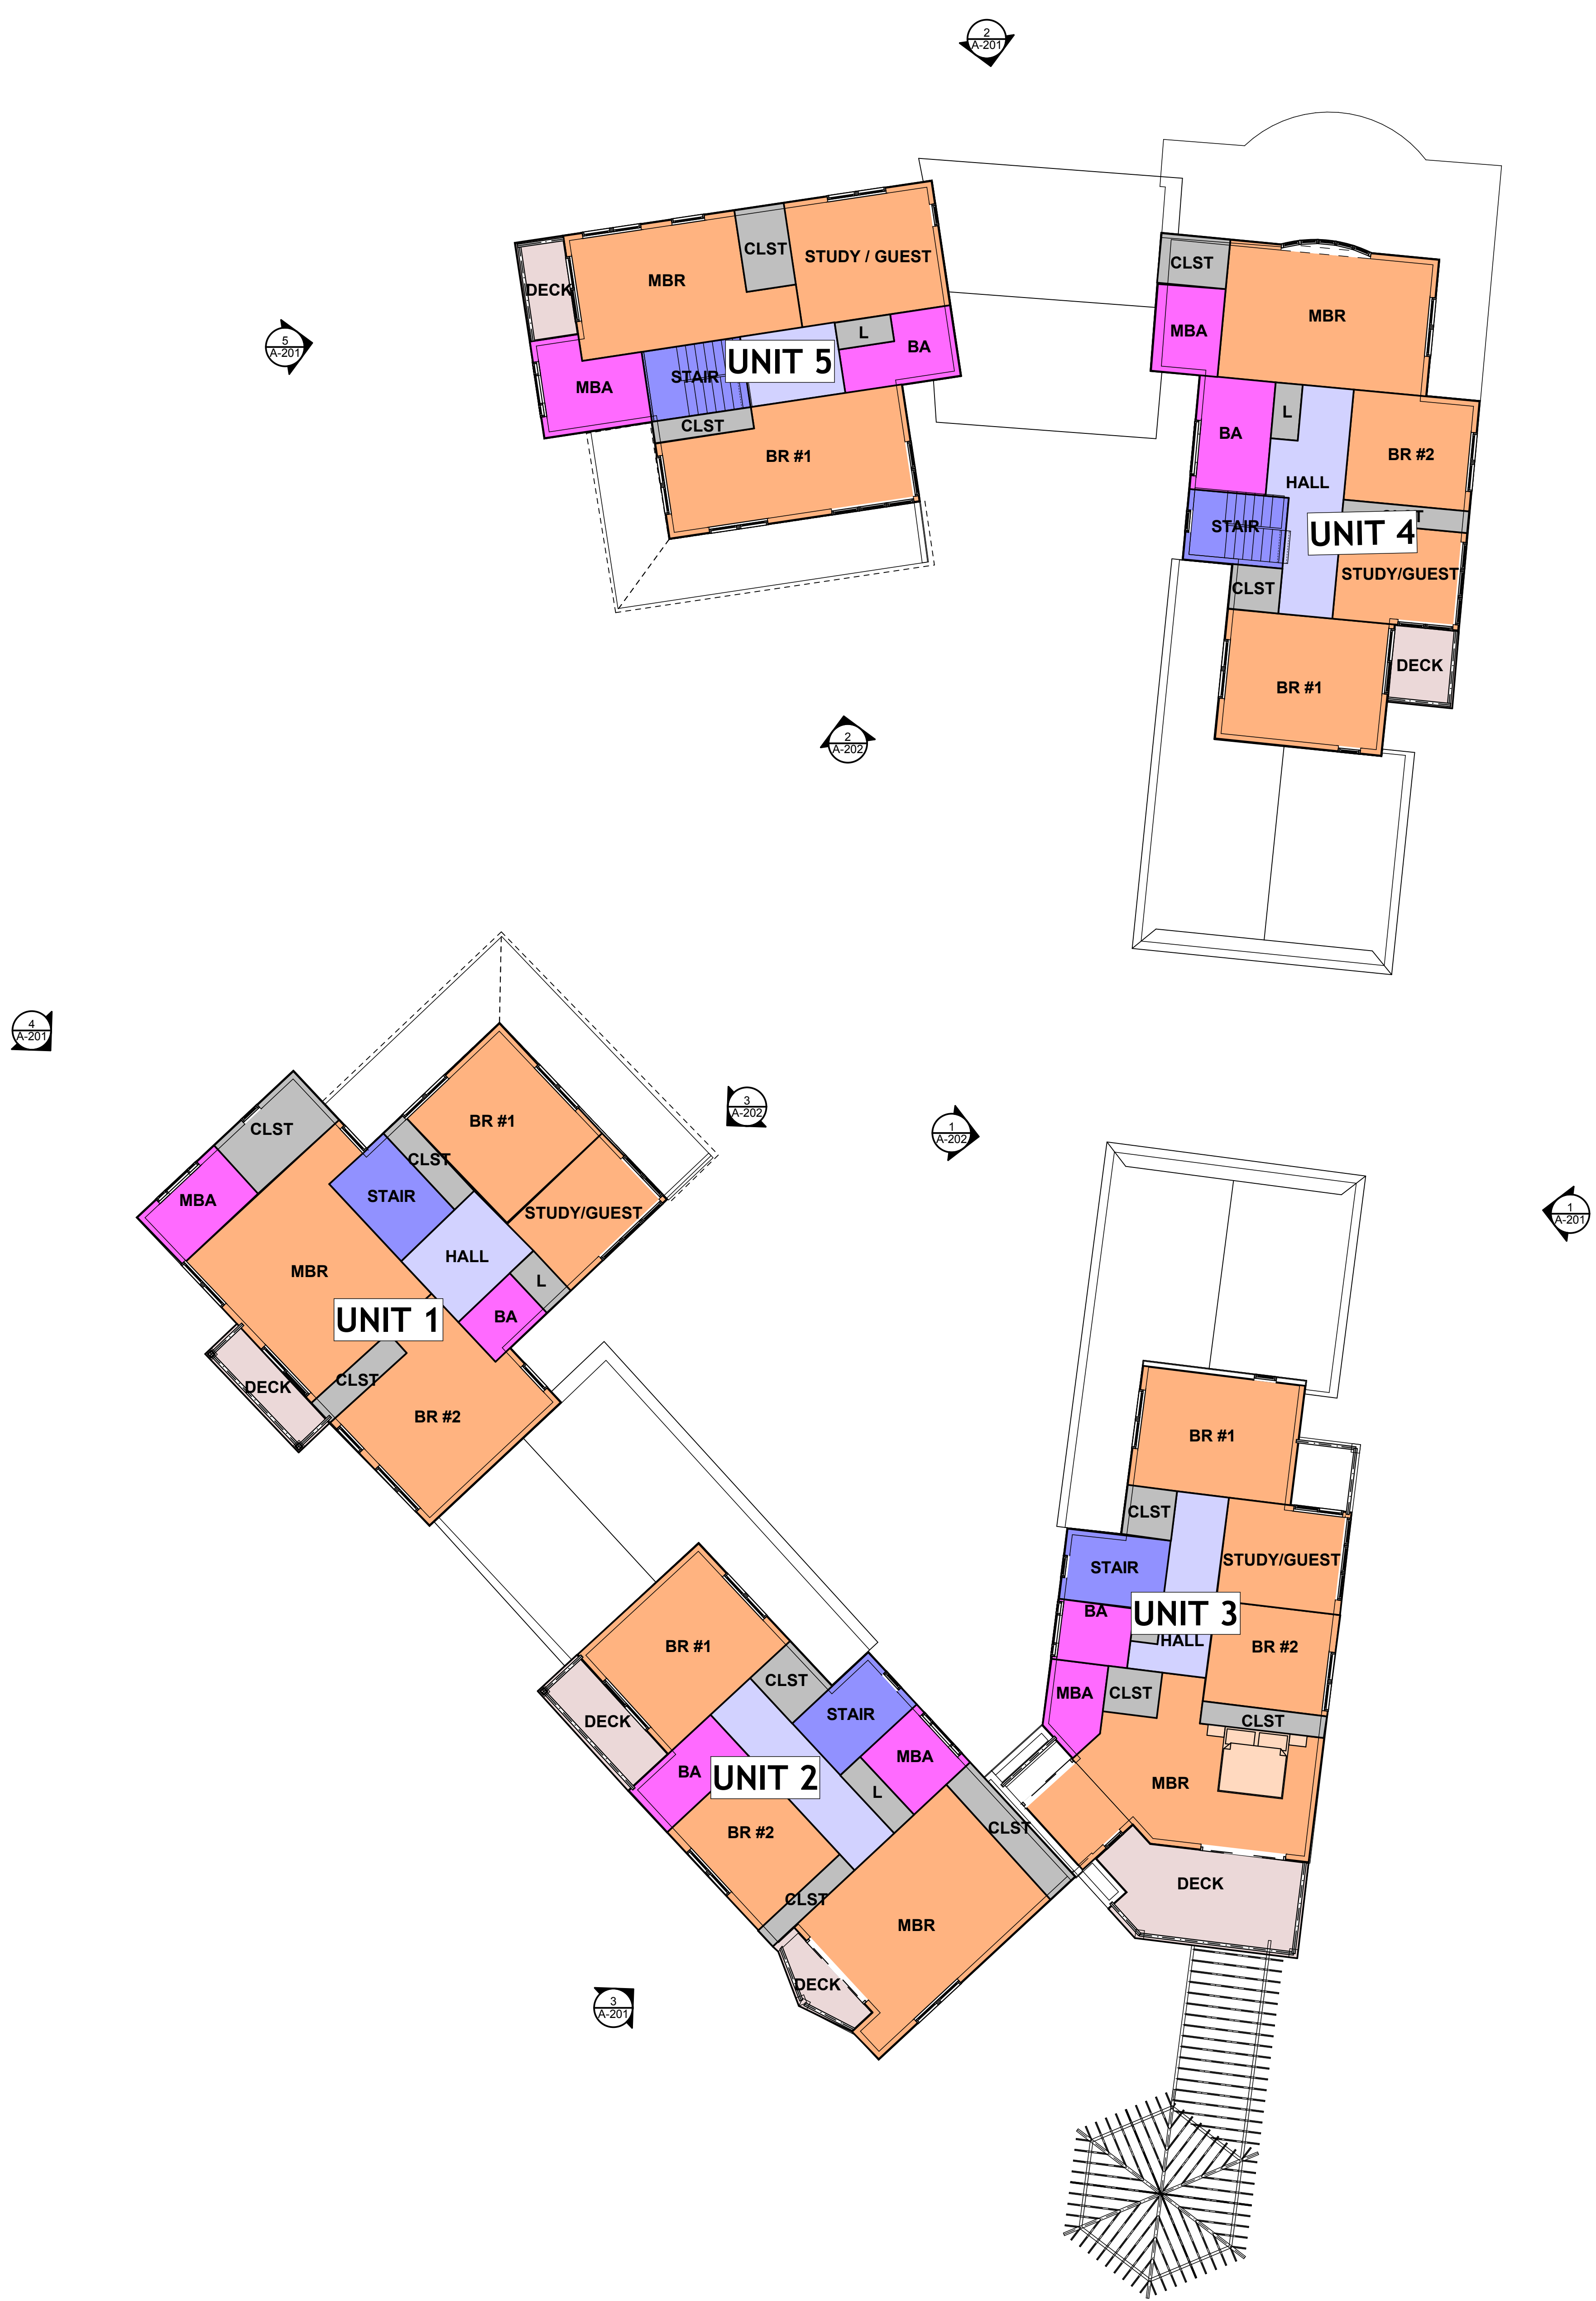 2
A-201
CLST
STUDY / GUEST
MBR
DECK
CLST
MBR
MBA
5
A-201
L
BA
UNIT 5
STAIR
MBA
CLST
BR #1
L
BA
BR #2
HALL
STAIR
UNIT 4
STUDY/GUEST
CLST
DECK
BR #1
2
A-202
4
A-201
3
A-202
1
A-202
1
A-201
CLST
BR #1
CLST
MBA
STAIR
STUDY/GUEST
HALL
MBR
L
BA
UNIT 1
CLST
DECK
BR #2
BR #1
CLST
STUDY/GUEST
STAIR
BA
UNIT 3
HALL
BR #2
MBA
CLST
CLST
MBR
DECK
BR #1
CLST
STAIR
DECK
MBA
BA
UNIT 2
L
BR #2
CLST
CLST
MBR
DECK
3
A-201